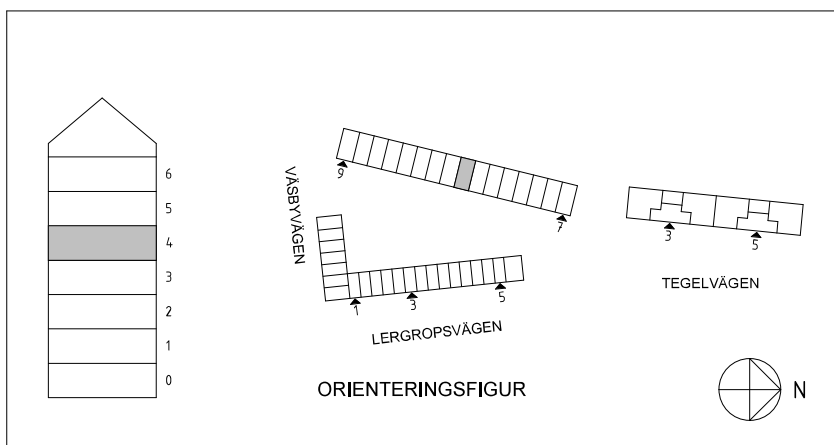 6
5
4
3
2
1
0
VÄSBYVÄGEN
9
7
1
3
5
LERGROPSVÄGEN
3
5
TEGELVÄGEN
ORIENTERINGSFIGUR
N